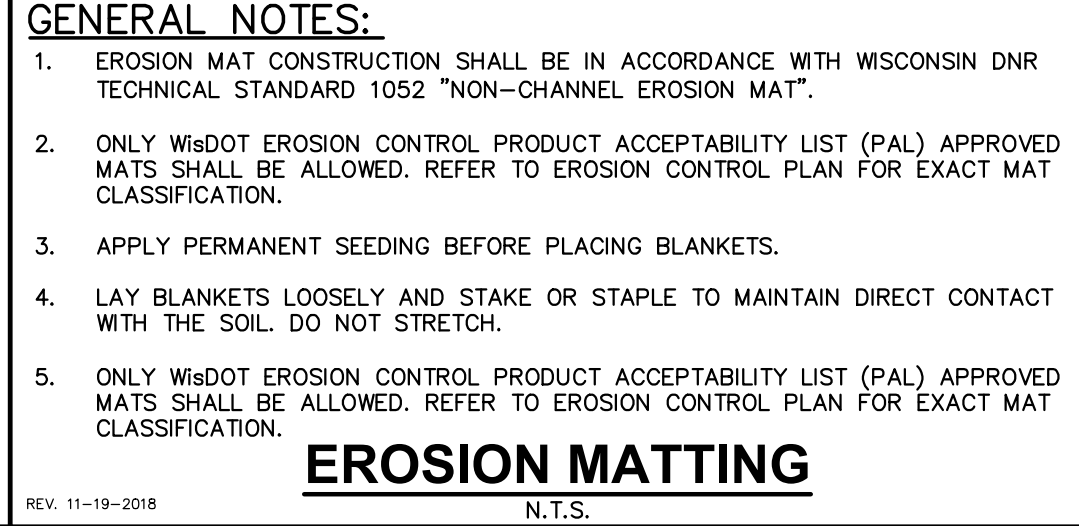 GENERAL NOTES:
1. EROSION MAT CONSTRUCTION SHALL BE IN ACCORDANCE WITH WISCONSIN DNR
TECHNICAL STANDARD 1052 "NON-CHANNEL EROSION MAT".
2. ONLY WisDOT EROSION CONTROL PRODUCT ACCEPTABILITY LIST (PAL) APPROVED
MATS SHALL BE ALLOWED. REFER TO EROSION CONTROL PLAN FOR EXACT MAT
CLASSIFICATION.
3. APPLY PERMANENT SEEDING BEFORE PLACING BLANKETS.
4. LAY BLANKETS LOOSELY AND STAKE OR STAPLE TO MAINTAIN DIRECT CONTACT
WITH THE SOIL. DO NOT STRETCH.
5. ONLY WisDOT EROSION CONTROL PRODUCT ACCEPTABILITY LIST (PAL) APPROVED
MATS SHALL BE ALLOWED. REFER TO EROSION CONTROL PLAN FOR EXACT MAT
CLASSIFICATION.
EROSION MATTING
REV. 11-19-2018
N.T.S.